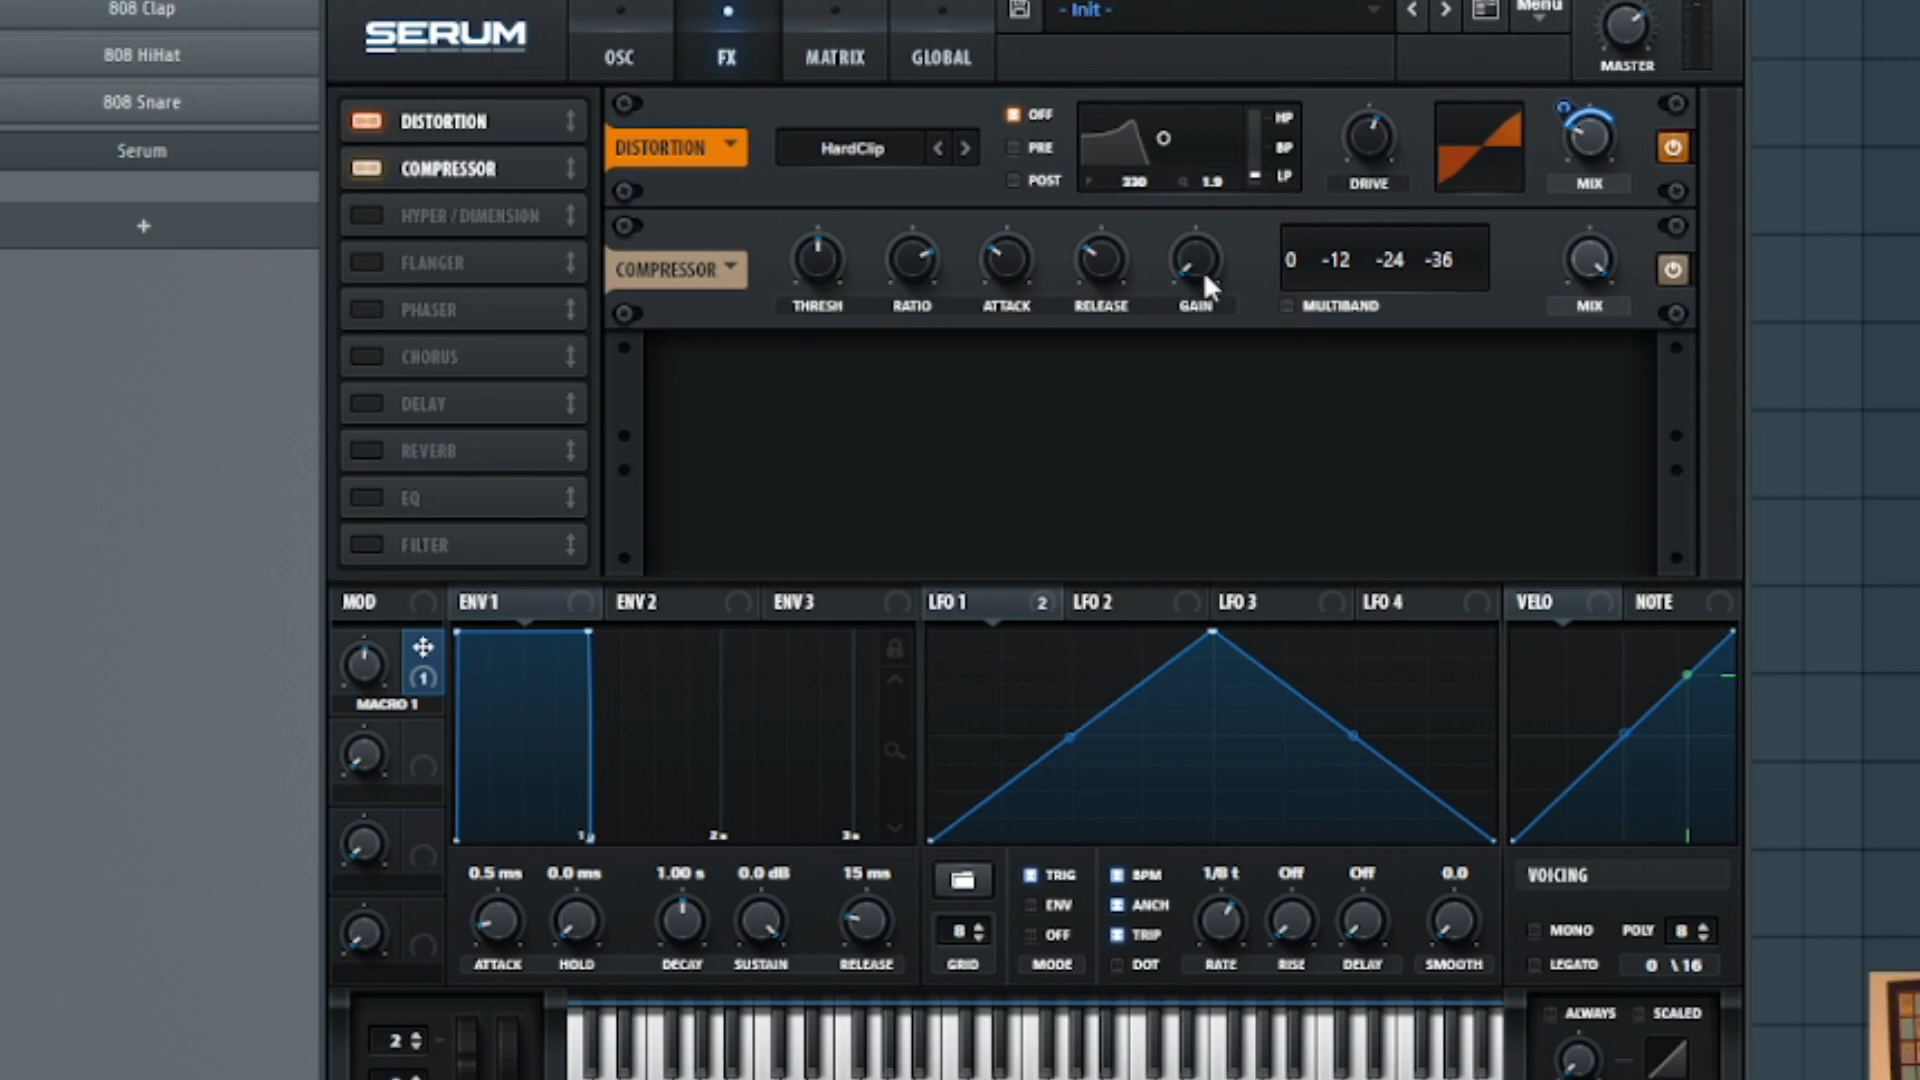 808 Clap
808 HiHat
808 Snare
Serum
+
SERUM
OSC
FX
MATRIX
GLOBAL
- Init -
Menu
MASTER
DISTORTION
COMPRESSOR
HYPER / DIMENSION
FLANGER
PHASER
CHORUS
DELAY
REVERB
EQ
FILTER
DISTORTION
HardClip
OFF
PRE
POST
F 330 Q 1.9
HP
BP
LP
DRIVE
MIX
COMPRESSOR
THRESH
RATIO
ATTACK
RELEASE
GAIN
0 -12 -24 -36
MULTIBAND
MIX
MOD
ENV 1
ENV 2
ENV 3
LFO 1 2
LFO 2
LFO 3
LFO 4
VELO
NOTE
1
MACRO 1
0.5 ms 0.0 ms 1.00 s 0.0 dB 15 ms
ATTACK HOLD DECAY SUSTAIN RELEASE
8
GRID
TRIG
ENV
OFF
MODE
BPM
ANCH
TRIP
DOT
1/8 t Off Off 0.0
RATE RISE DELAY SMOOTH
VOICING
MONO POLY 8
LEGATO 0 \ 16
2
ALWAYS SCALED